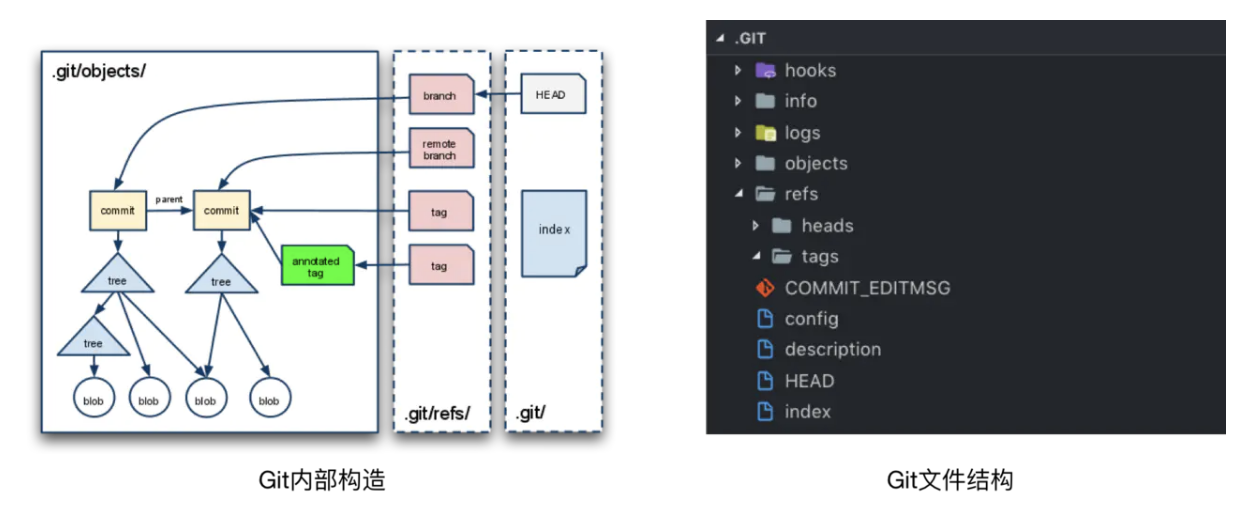 .git/objects/
branch
HEAD
remote
branch
parent
commit
commit
tag
index
annotated
tag
tag
tree
tree
tree
blob
blob
blob
blob
.git/refs/
.git/
Git内部构造
.GIT
hooks
info
logs
objects
refs
heads
tags
COMMIT_EDITMSG
config
description
HEAD
index
Git文件结构